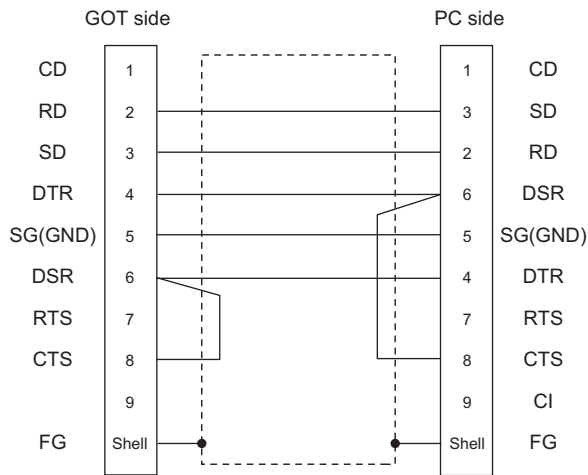 GOT side PC side
CD 1 1 CD
RD 2 3 SD
SD 3 2 RD
DTR 4 6 DSR
SG(GND) 5 5 SG(GND)
DSR 6 4 DTR
RTS 7 7 RTS
CTS 8 8 CTS
9 9 CI
FG Shell Shell FG